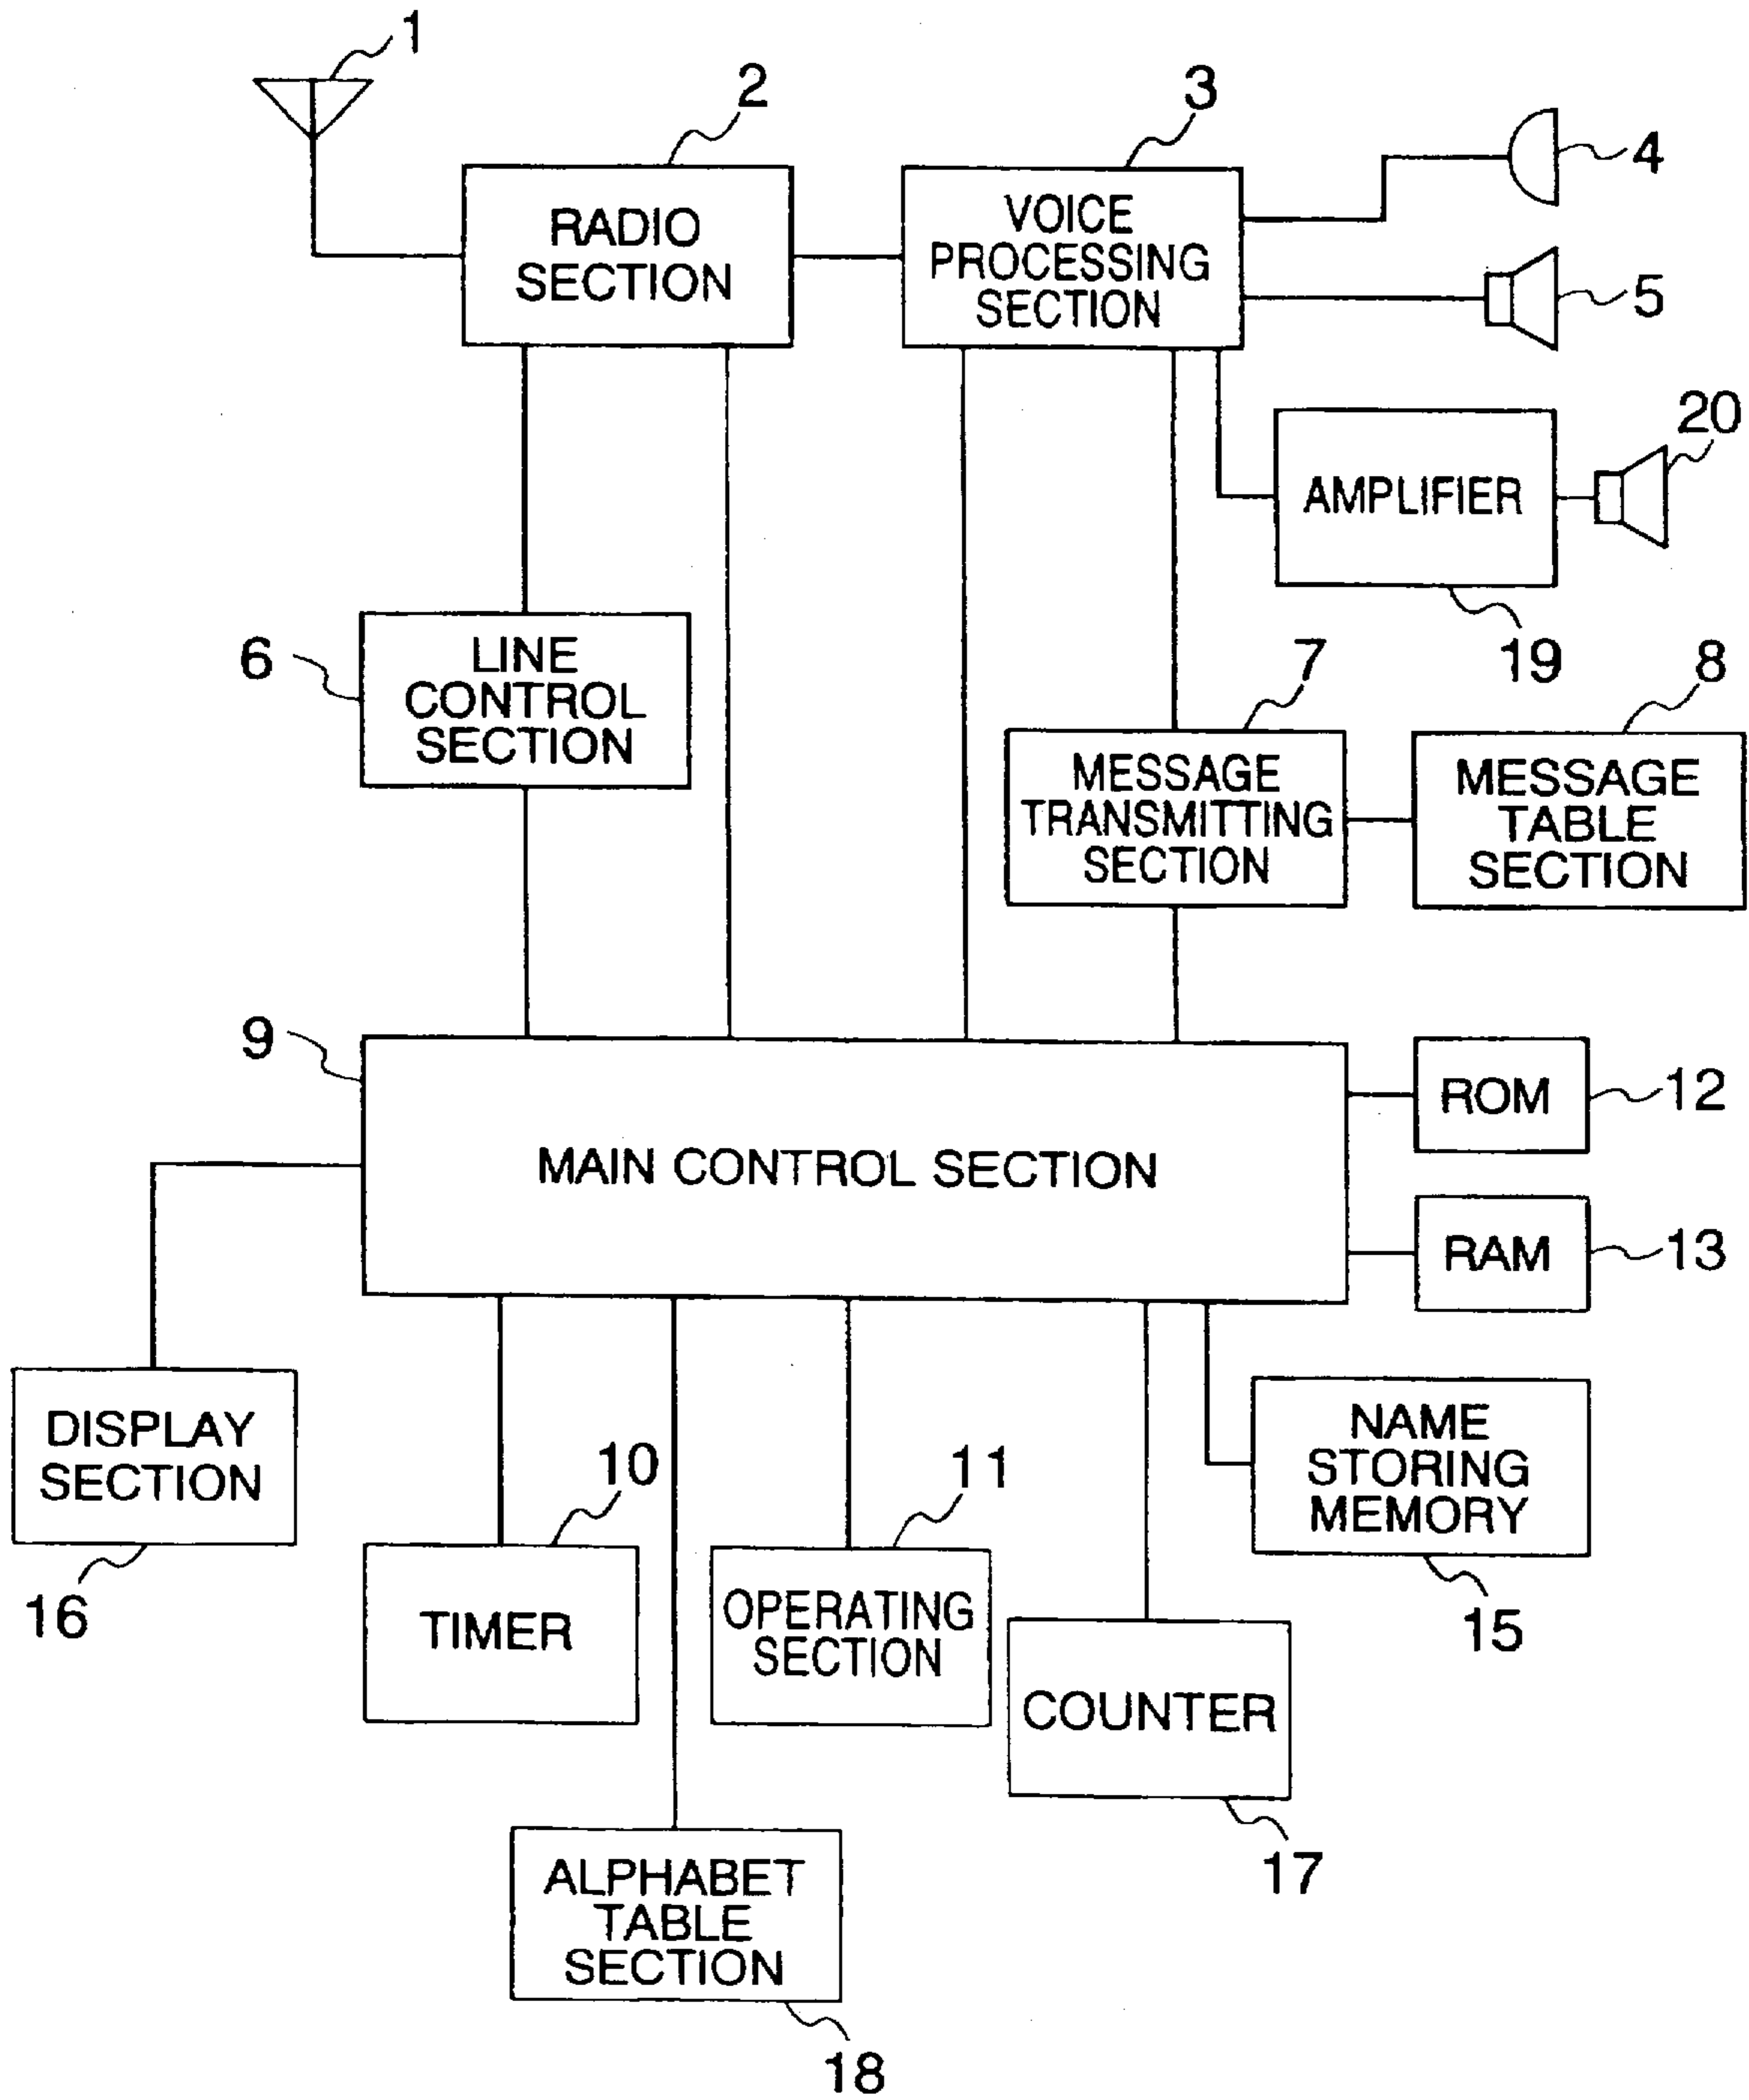 1
2
3
4
RADIO
SECTION
VOICE
PROCESSING
SECTION
5
20
AMPLIFIER
19
6
LINE
CONTROL
SECTION
7
8
MESSAGE
TRANSMITTING
SECTION
MESSAGE
TABLE
SECTION
9
MAIN CONTROL SECTION
ROM
12
RAM
13
DISPLAY
SECTION
16
10
TIMER
11
OPERATING
SECTION
NAME
STORING
MEMORY
15
COUNTER
17
ALPHABET
TABLE
SECTION
18